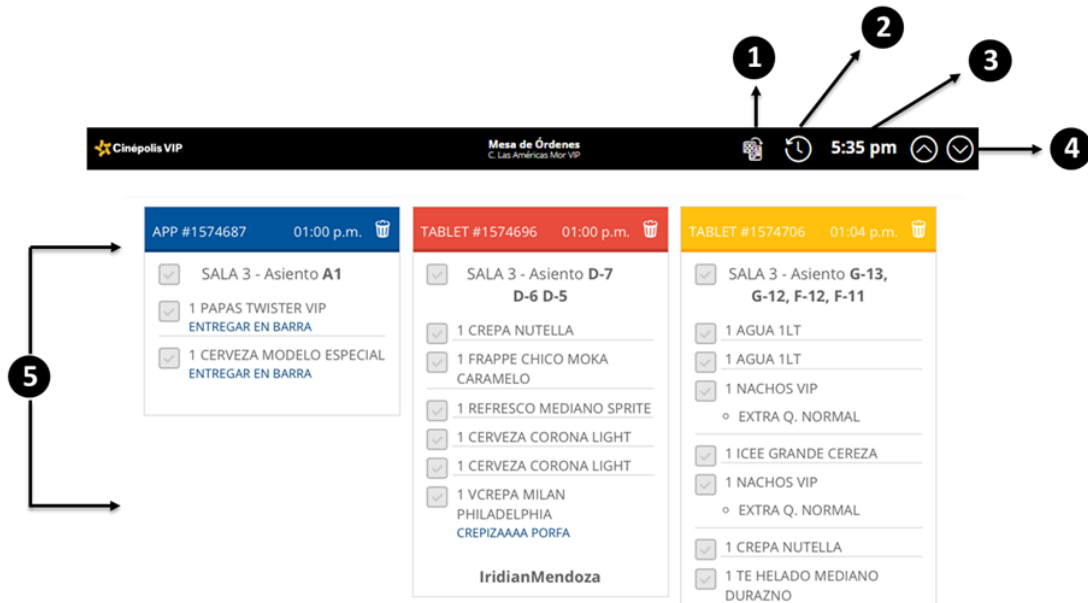 2
1
3
Cinépolis VIP
Mesa de Órdenes
C. Las Américas Mor VIP
5:35 pm
4
APP #1574687 01:00 p.m.
SALA 3 - Asiento A1
1 PAPAS TWISTER VIP
ENTREGAR EN BARRA
1 CERVEZA MODELO ESPECIAL
ENTREGAR EN BARRA
5
TABLET #1574696 01:00 p.m.
SALA 3 - Asiento D-7
D-6 D-5
1 CREPA NUTELLA
1 FRAPPE CHICO MOKA
CARAMELO
1 REFRESCO MEDIANO SPRITE
1 CERVEZA CORONA LIGHT
1 CERVEZA CORONA LIGHT
1 VCREPA MILAN
PHILADELPHIA
CREPIZAAAA PORFA
IridianMendoza
TABLET #1574706 01:04 p.m.
SALA 3 - Asiento G-13,
G-12, F-12, F-11
1 AGUA 1LT
1 AGUA 1LT
1 NACHOS VIP
EXTRA Q. NORMAL
1 ICEE GRANDE CEREZA
1 NACHOS VIP
EXTRA Q. NORMAL
1 CREPA NUTELLA
1 TE HELADO MEDIANO
DURAZNO